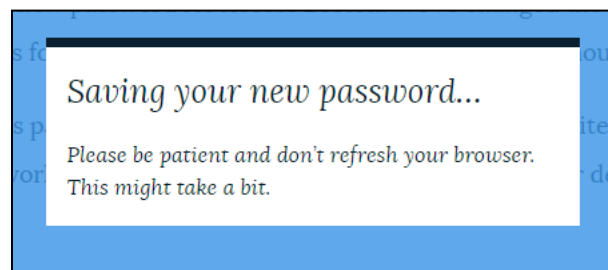 Saving your new password...
Please be patient and don't refresh your browser.
This might take a bit.